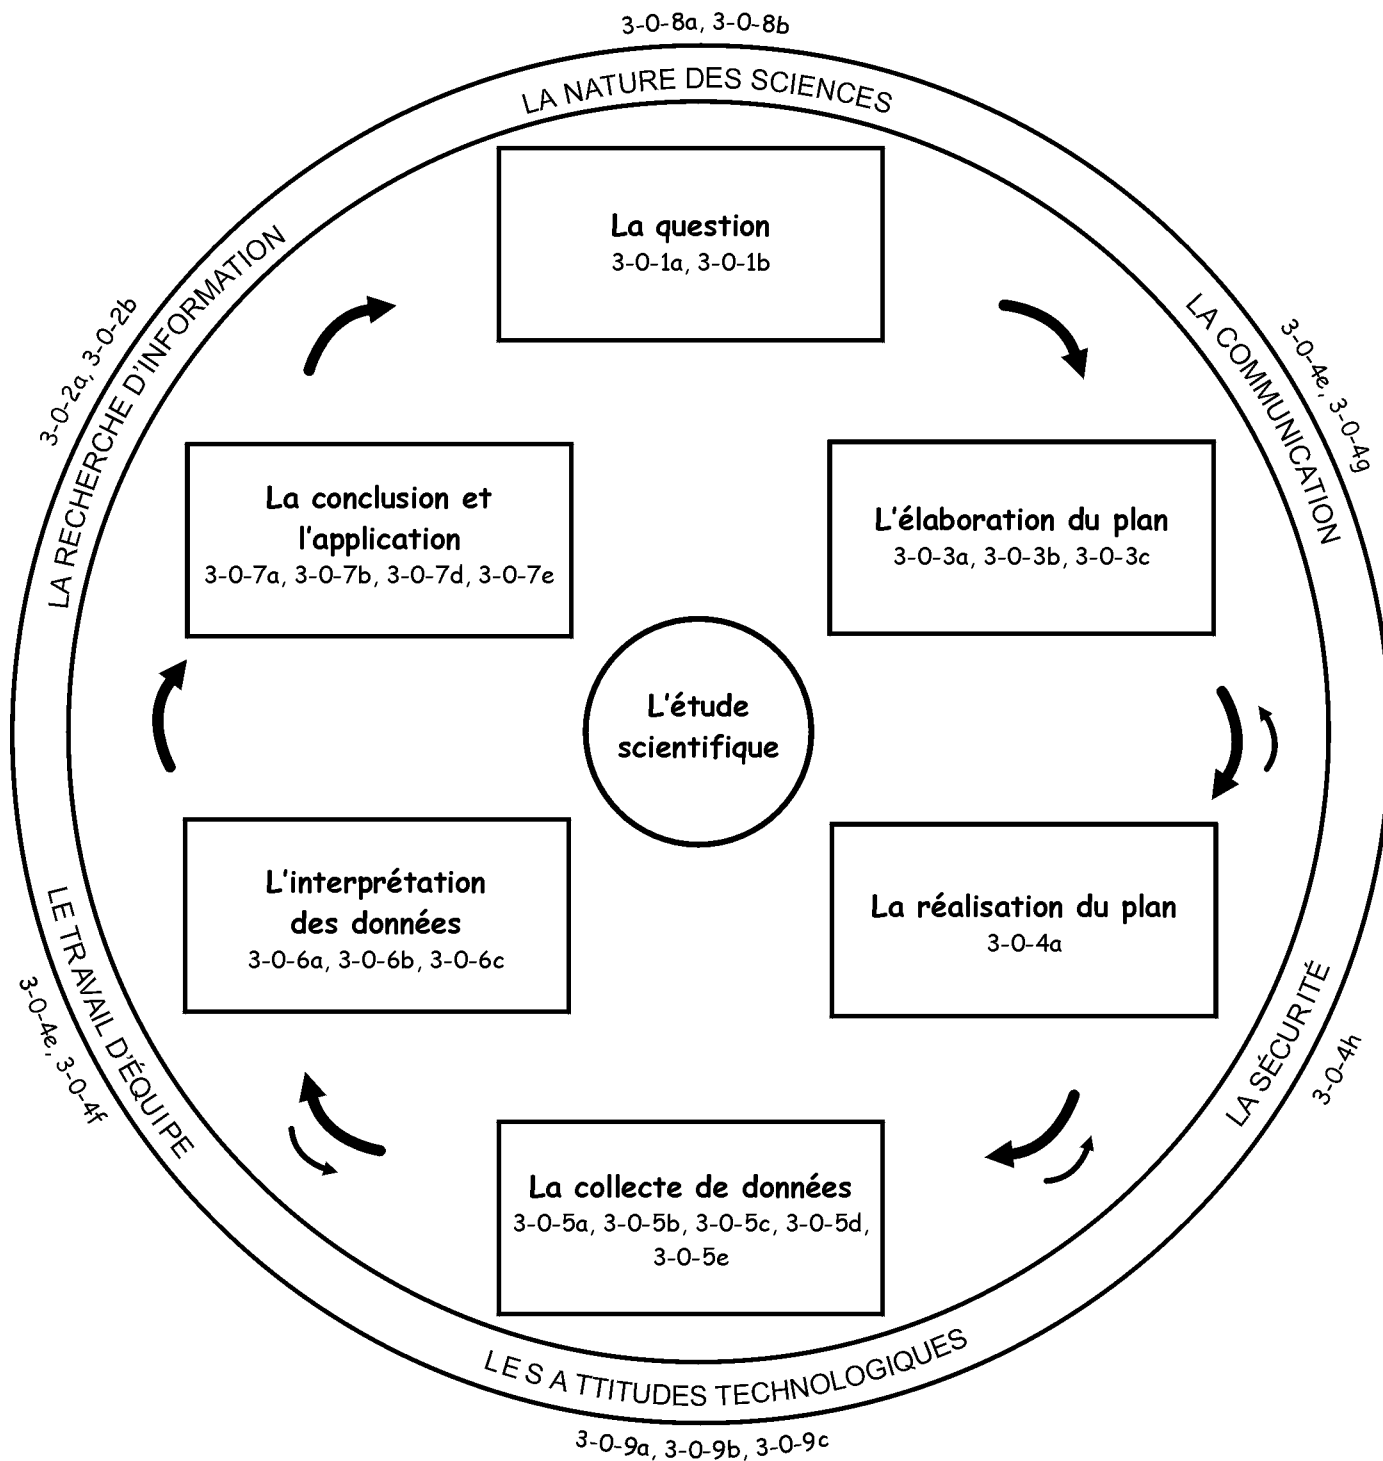 3-0-8a, 3-0-8b
LA NATURE DES SCIENCES
La question
3-0-1a, 3-0-1b
LA RECHERCHE D'INFORMATION
3-0-2a, 3-0-2b
LA COMMUNICATION
3-0-4e, 3-0-4g
La conclusion et
l'application
3-0-7a, 3-0-7b, 3-0-7d, 3-0-7e
L'élaboration du plan
3-0-3a, 3-0-3b, 3-0-3c
L'étude
scientifique
L'interprétation
des données
3-0-6a, 3-0-6b, 3-0-6c
La réalisation du plan
3-0-4a
LE TRAVAIL D'ÉQUIPE
3-0-4e, 3-0-4f
LA SÉCURITÉ
3-0-4h
La collecte de données
3-0-5a, 3-0-5b, 3-0-5c, 3-0-5d,
3-0-5e
LES ATTITUDES TECHNOLOGIQUES
3-0-9a, 3-0-9b, 3-0-9c